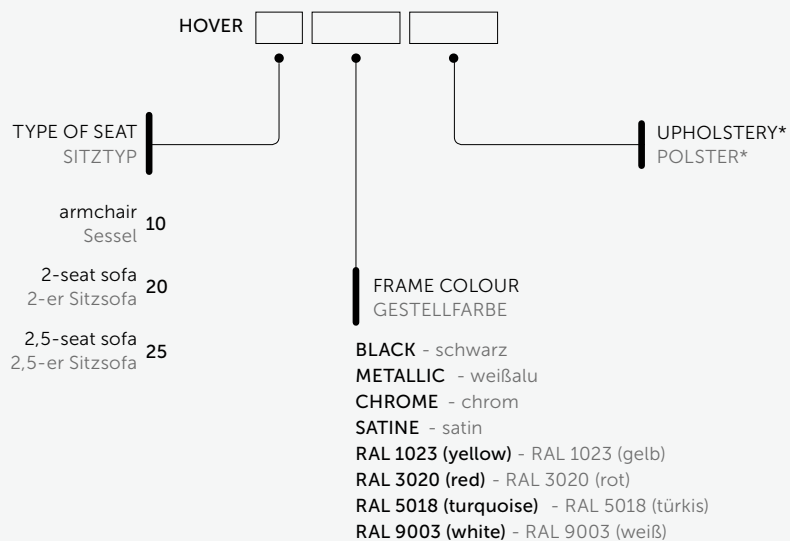 HOVER
TYPE OF SEAT
SITZTYP
armchair 10
Sessel
2-seat sofa 20
2-er Sitzsofa
2,5-seat sofa 25
2,5-er Sitzsofa
FRAME COLOUR
GESTELLFARBE
BLACK - schwarz
METALLIC - weißalu
CHROME - chrom
SATINE - satin
RAL 1023 (yellow) - RAL 1023 (gelb)
RAL 3020 (red) - RAL 3020 (rot)
RAL 5018 (turquoise) - RAL 5018 (türkis)
RAL 9003 (white) - RAL 9003 (weiß)
UPHOLSTERY*
POLSTER*